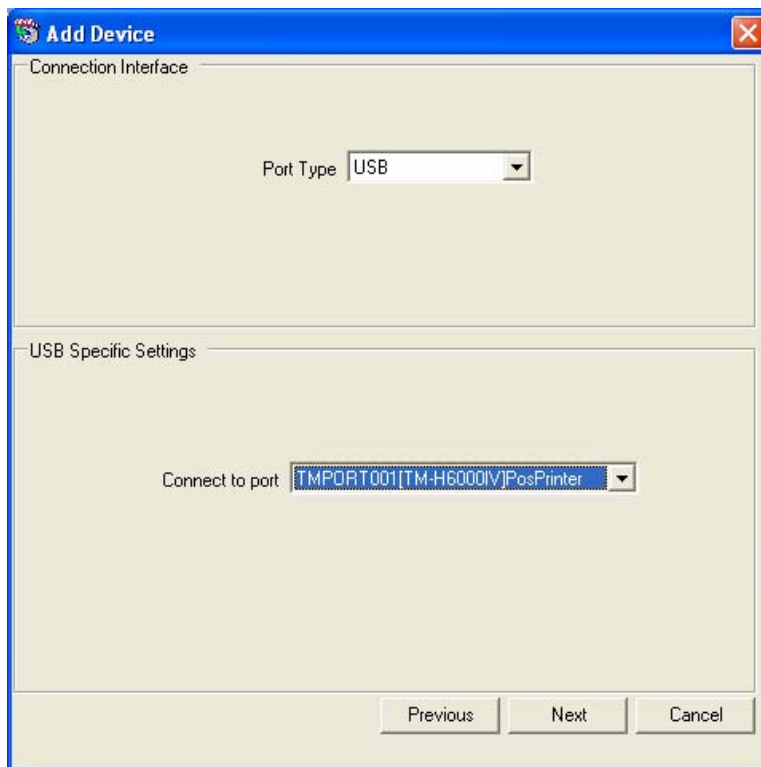 Add Device
Connection Interface
Port Type USB
USB Specific Settings
Connect to port TMPORT001[TM-H6000IV]PosPrinter
Previous Next Cancel